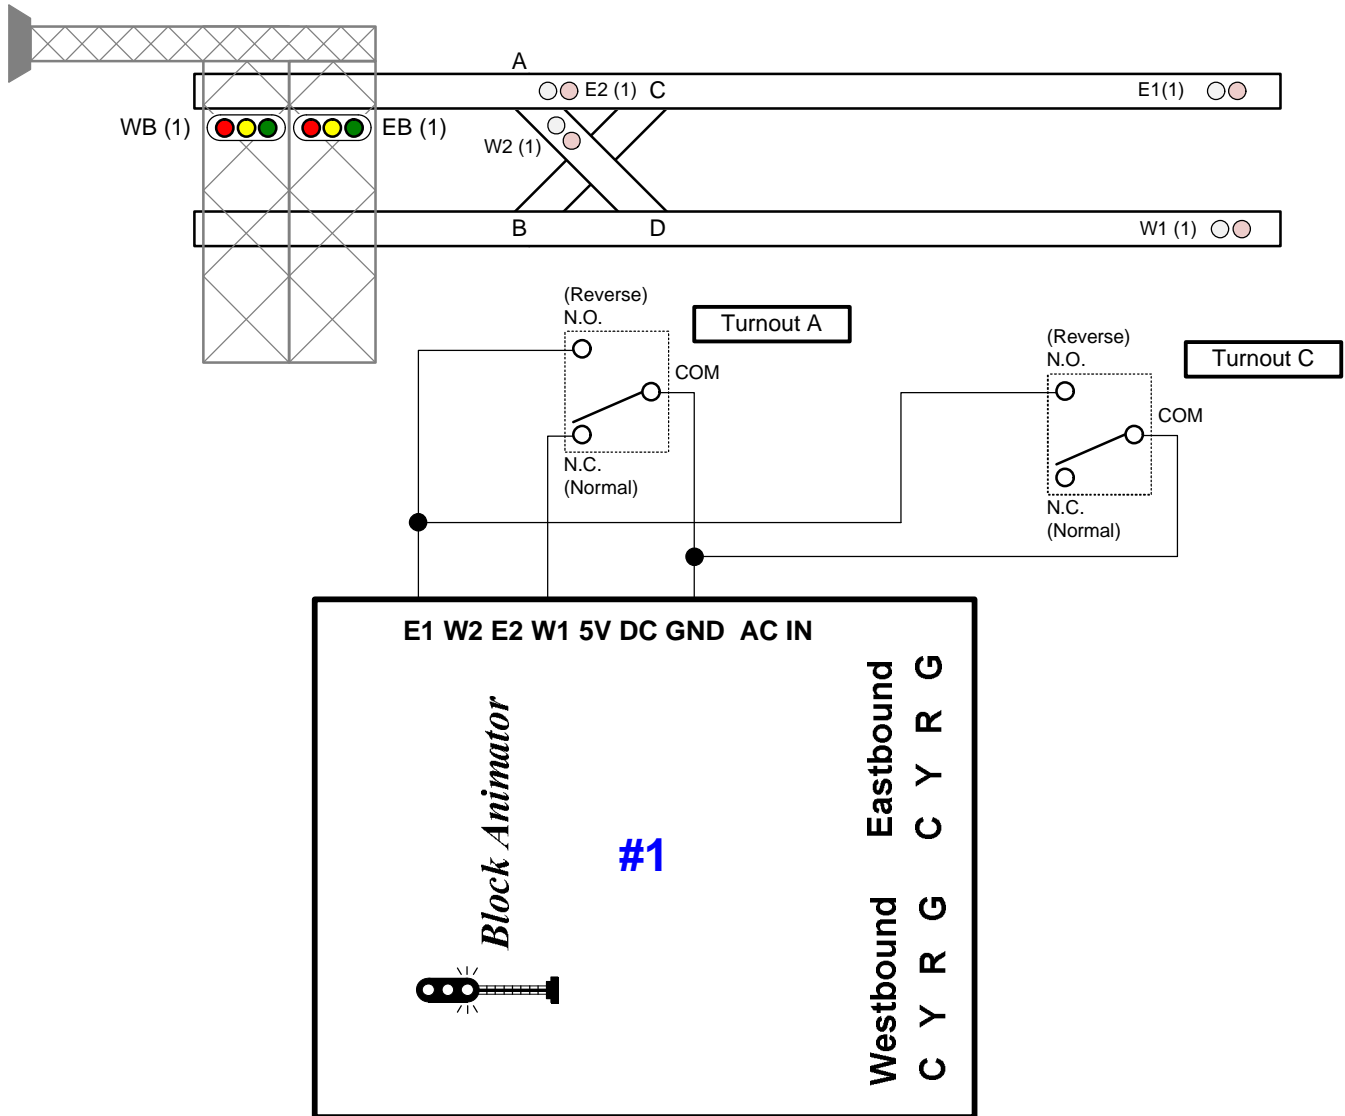 A
E2 (1) C
E1(1)
WB (1)
EB (1)
W2 (1)
B
D
W1 (1)
(Reverse)
N.O.
Turnout A
COM
N.C.
(Normal)
(Reverse)
N.O.
Turnout C
COM
N.C.
(Normal)
E1 W2 E2 W1 5V DC GND AC IN
Block Animator
#1
Eastbound
C Y R G
Westbound
C Y R G